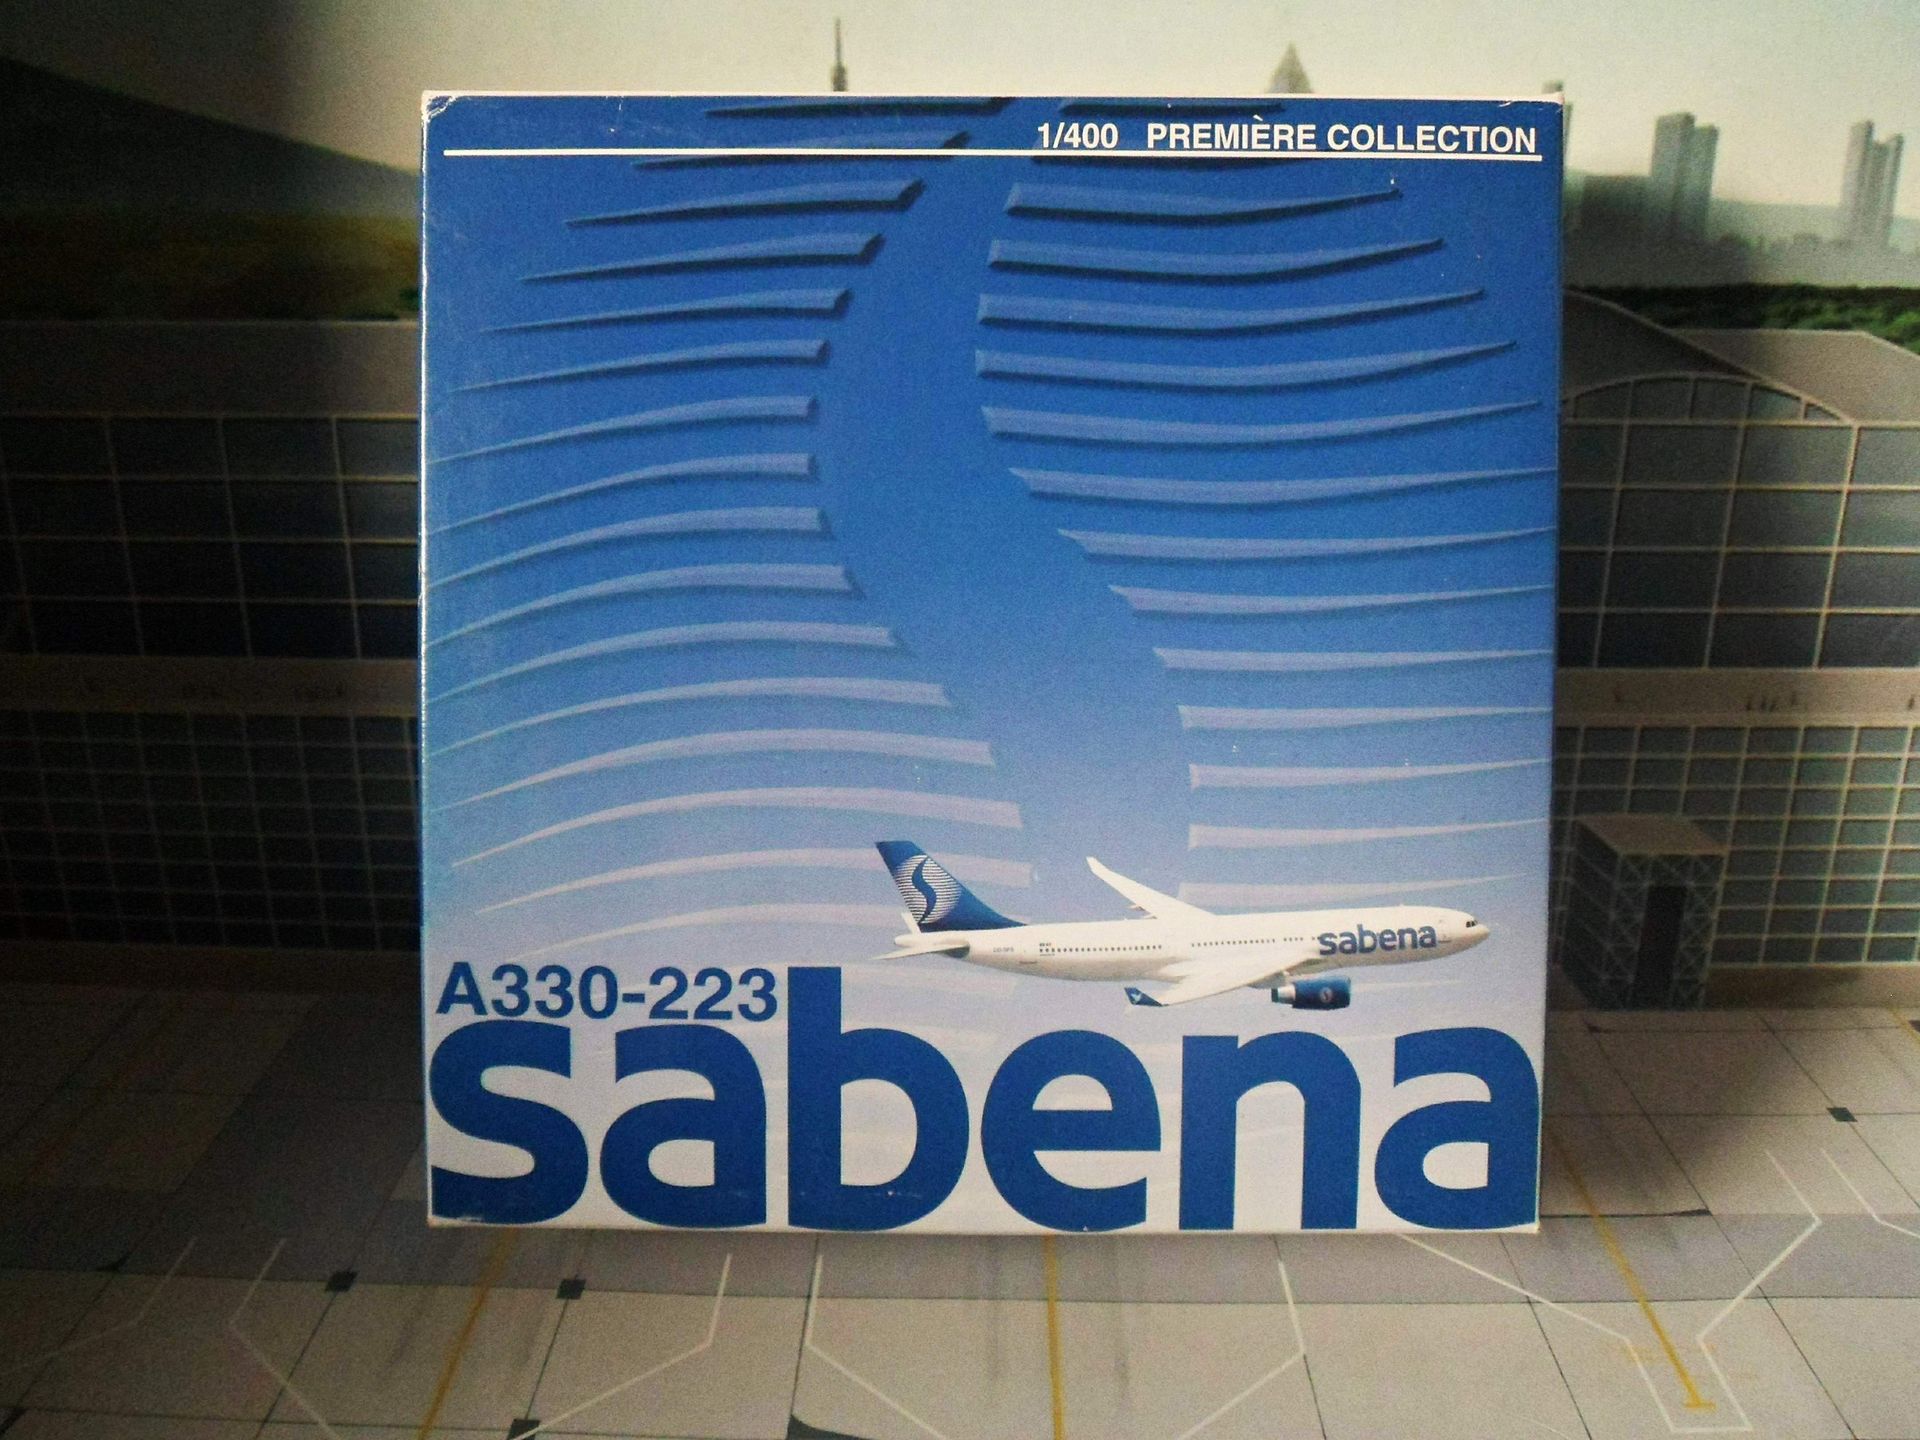 1/400 PREMIÈRE COLLECTION
sabena
A330-223
sabena